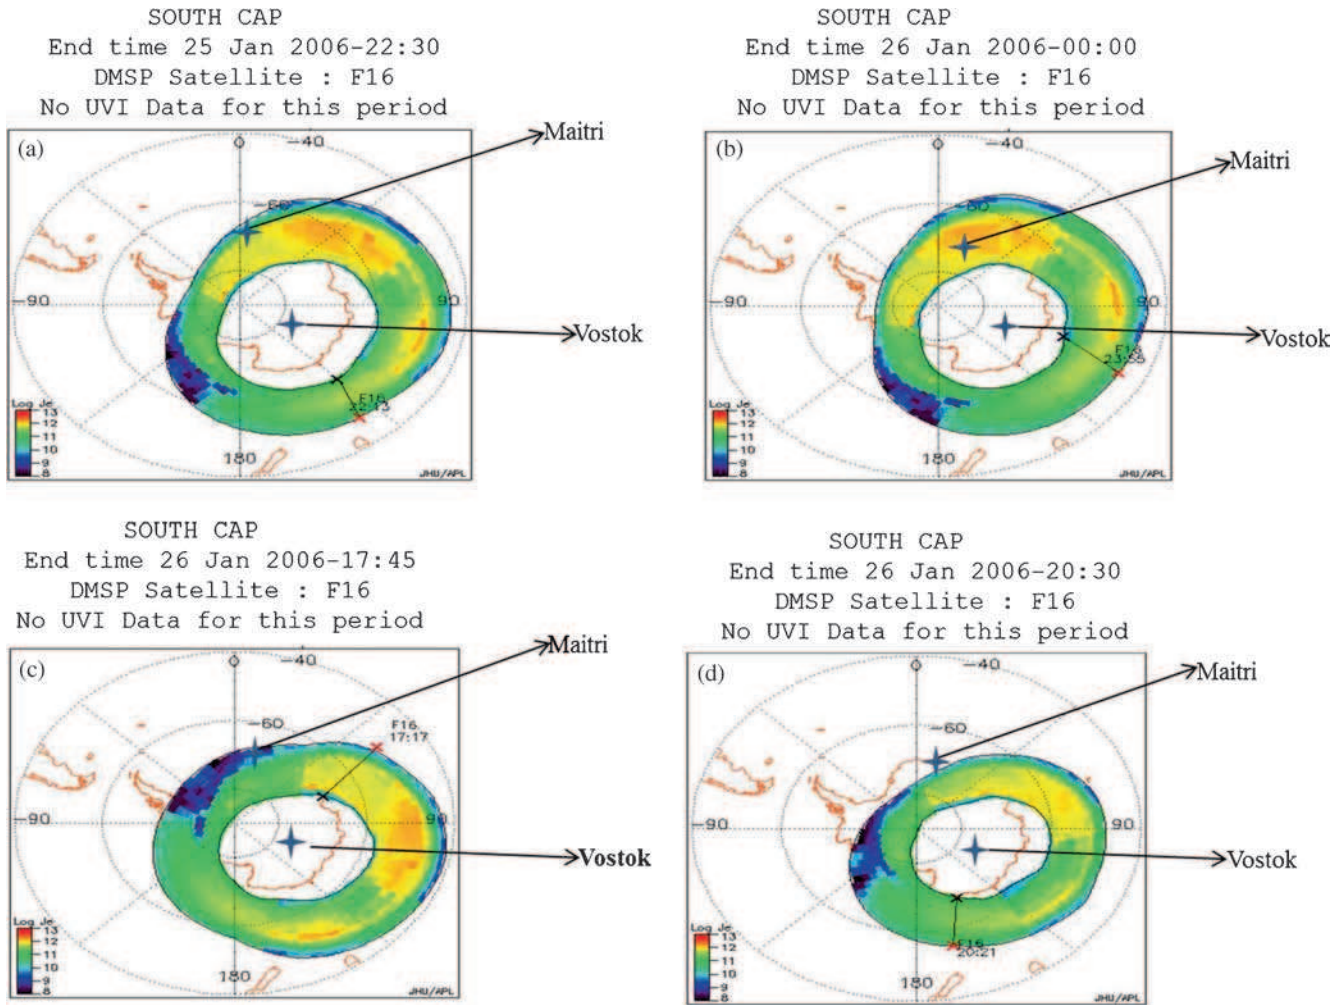 SOUTH CAP
End time 25 Jan 2006-22:30
DMSP Satellite : F16
No UVI Data for this period
(a)
0
-40
Maitri
-60
-90
90
Vostok
F16
22:13
Log Je
13
12
11
10
9
8
180
JHU/APL
SOUTH CAP
End time 26 Jan 2006-00:00
DMSP Satellite : F16
No UVI Data for this period
(b)
0
-40
Maitri
-60
-90
90
Vostok
F16
23:55
Log Je
13
12
11
10
9
8
180
JHU/APL
SOUTH CAP
End time 26 Jan 2006-17:45
DMSP Satellite : F16
No UVI Data for this period
(c)
0
-40
Maitri
-60
F16
17:17
-90
90
Vostok
Log Je
13
12
11
10
9
8
180
JHU/APL
SOUTH CAP
End time 26 Jan 2006-20:30
DMSP Satellite : F16
No UVI Data for this period
(d)
0
-40
Maitri
-60
-90
90
Vostok
F16
20:21
Log Je
13
12
11
10
9
8
180
JHU/APL